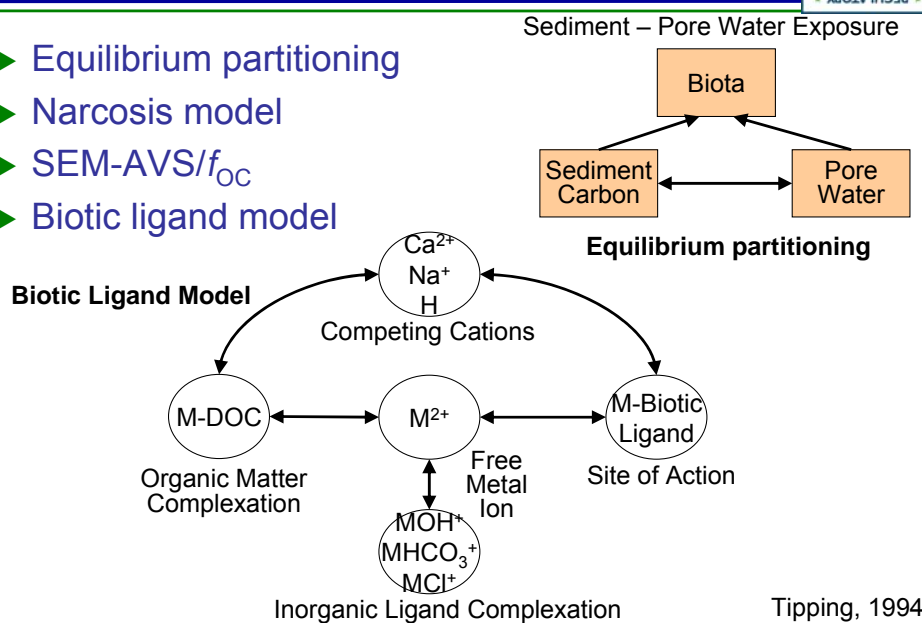 Sediment – Pore Water Exposure
Equilibrium partitioning
Narcosis model
SEM-AVS/fOC
Biotic ligand model
Biota
Sediment
Carbon
Pore
Water
Equilibrium partitioning
Biotic Ligand Model
Ca²⁺
Na⁺
H
Competing Cations
M-DOC
M²⁺
M-Biotic
Ligand
Organic Matter
Complexation
Free
Metal
Ion
Site of Action
MOH⁺
MHCO₃⁺
MCl⁺
Inorganic Ligand Complexation
Tipping, 1994